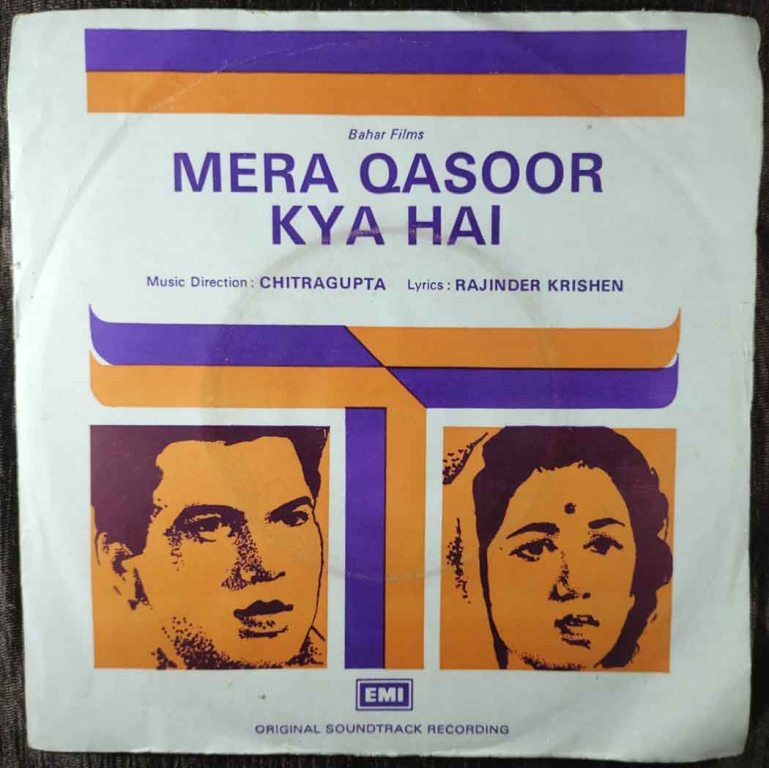 Bahar Films
MERA QASOOR
KYA HAI
Music Direction : CHITRAGUPTA Lyrics : RAJINDER KRISHEN
EMI
ORIGINAL SOUNDTRACK RECORDING